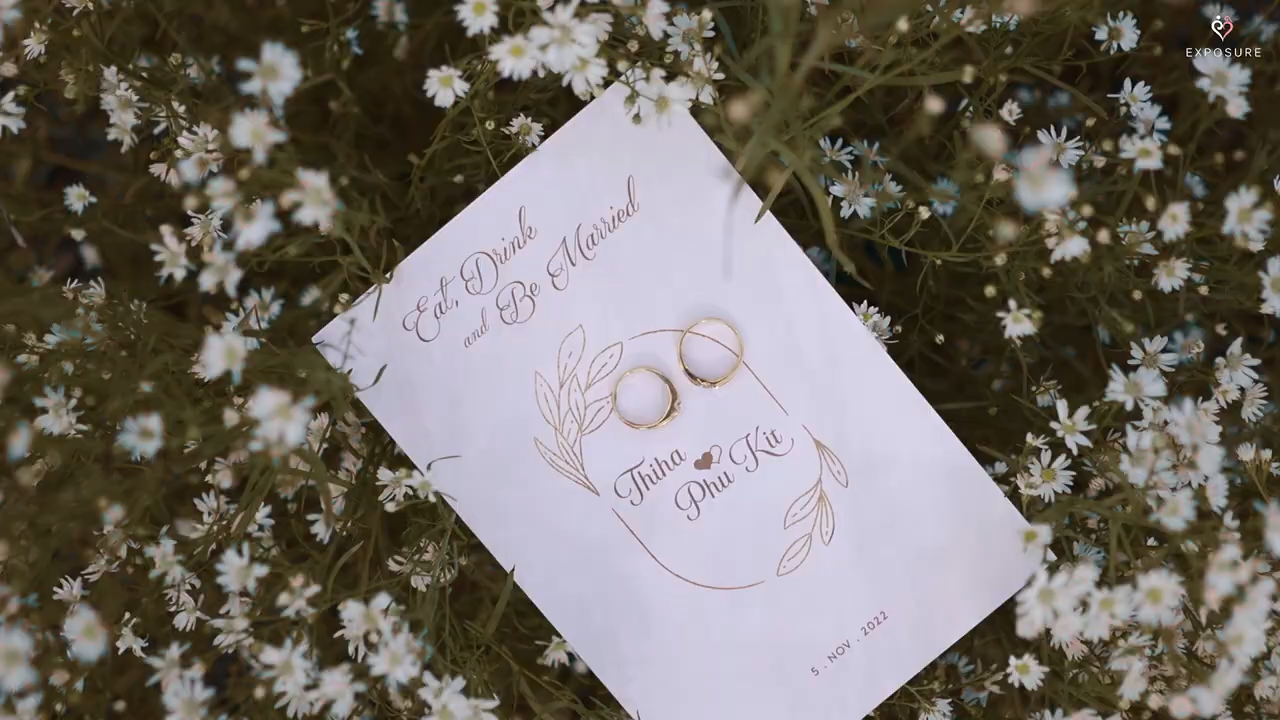 EXPOSURE
Eat, Drink
and Be Married
Thiha
Phu Kit
5 . NOV . 2022